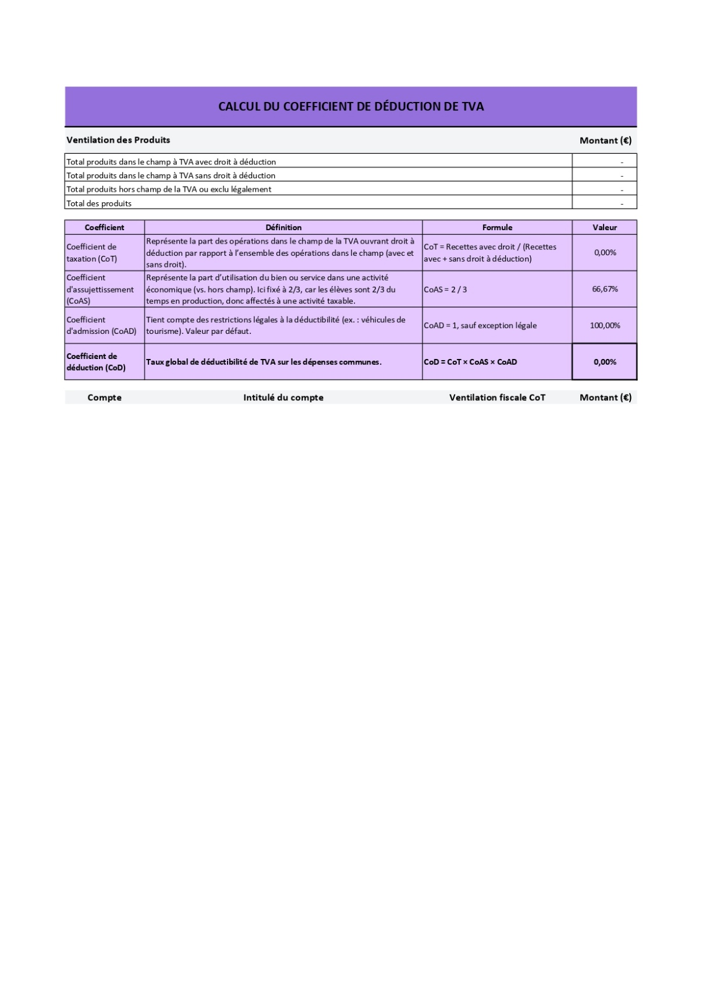 CALCUL DU COEFFICIENT DE DÉDUCTION DE TVA
Ventilation des Produits Montant (€)
Total produits dans le champ à TVA avec droit à déduction -
Total produits dans le champ à TVA sans droit à déduction -
Total produits hors champ de la TVA ou exclu légalement -
Total des produits -
Coefficient Définition Formule Valeur
Coefficient de
taxation (CoT)
Représente la part des opérations dans le champ de la TVA ouvrant droit à
déduction par rapport à l’ensemble des opérations dans le champ (avec et
sans droit).
CoT = Recettes avec droit / (Recettes
avec + sans droit à déduction)
0,00%
Coefficient
d'assujettissement
(CoAS)
Représente la part d’utilisation du bien ou service dans une activité
économique (vs. hors champ). Ici fixé à 2/3, car les élèves sont 2/3 du
temps en production, donc affectés à une activité taxable.
CoAS = 2 / 3
66,67%
Coefficient
d'admission (CoAD)
Tient compte des restrictions légales à la déductibilité (ex. : véhicules de
tourisme). Valeur par défaut.
CoAD = 1, sauf exception légale
100,00%
Coefficient de
déduction (CoD)
Taux global de déductibilité de TVA sur les dépenses communes.
CoD = CoT × CoAS × CoAD
0,00%
Compte Intitulé du compte Ventilation fiscale CoT Montant (€)